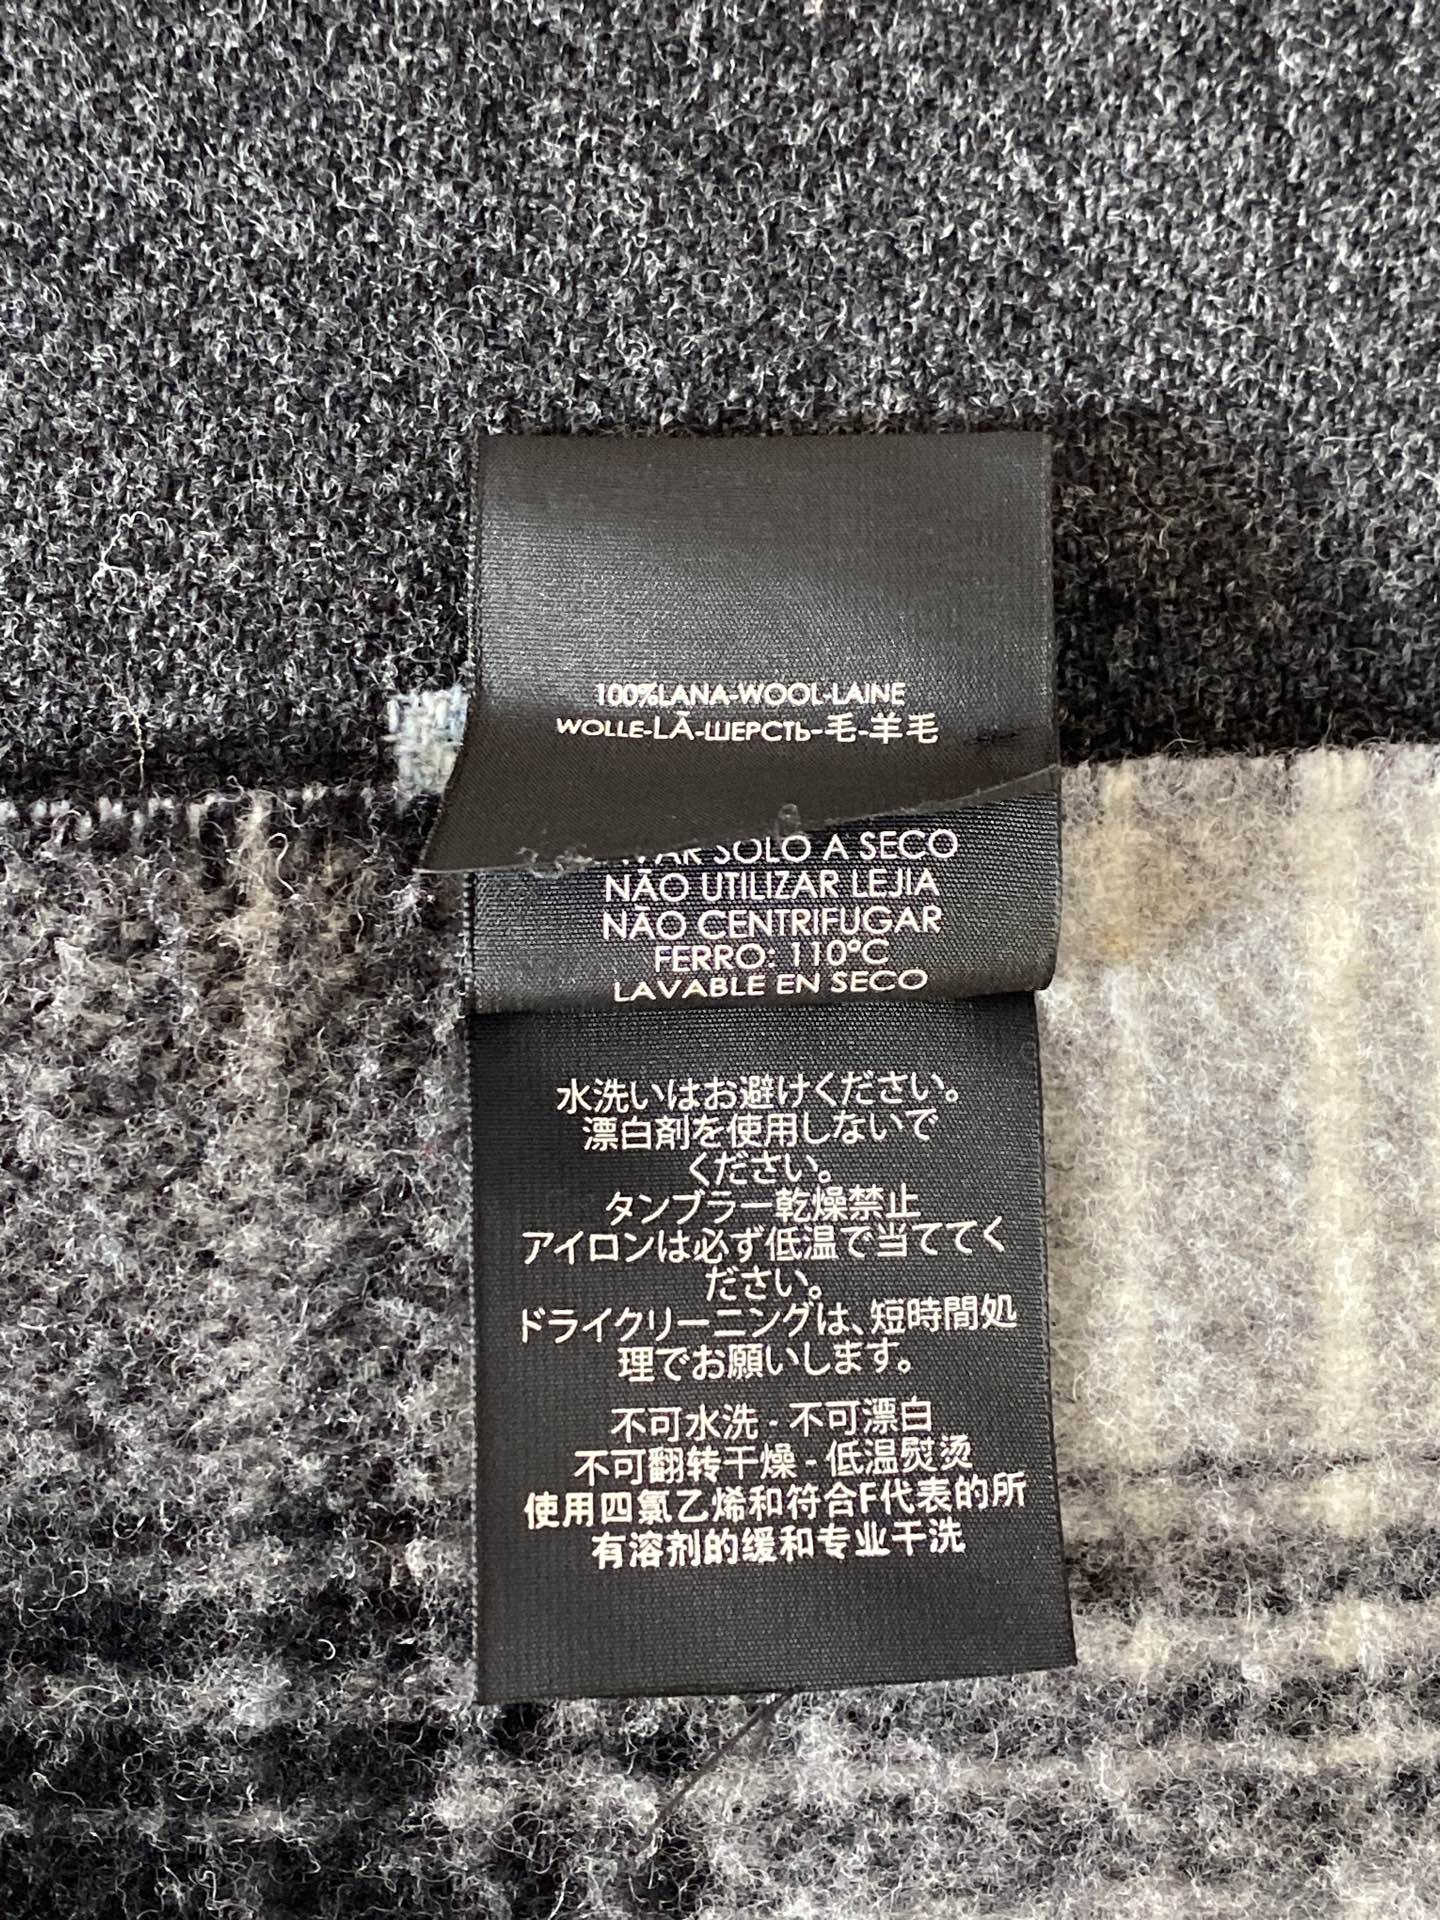 100%LANA-WOOL-LAINE
WOLLE-LÃ-ШЕРСТЬ-毛-羊毛
SOLO A SECO
NÃO UTILIZAR LEJIA
NÃO CENTRIFUGAR
FERRO: 110°C
LAVABLE EN SECO
水洗いはお避けください。
漂白剤を使用しないで
ください。
タンブラー乾燥禁止
アイロンは必ず低温で当ててく
ださい。
ドライクリーニングは、短時間処
理でお願いします。
不可水洗 - 不可漂白
不可翻转干燥 - 低温熨烫
使用四氯乙烯和符合F代表的所
有溶剂的缓和专业干洗